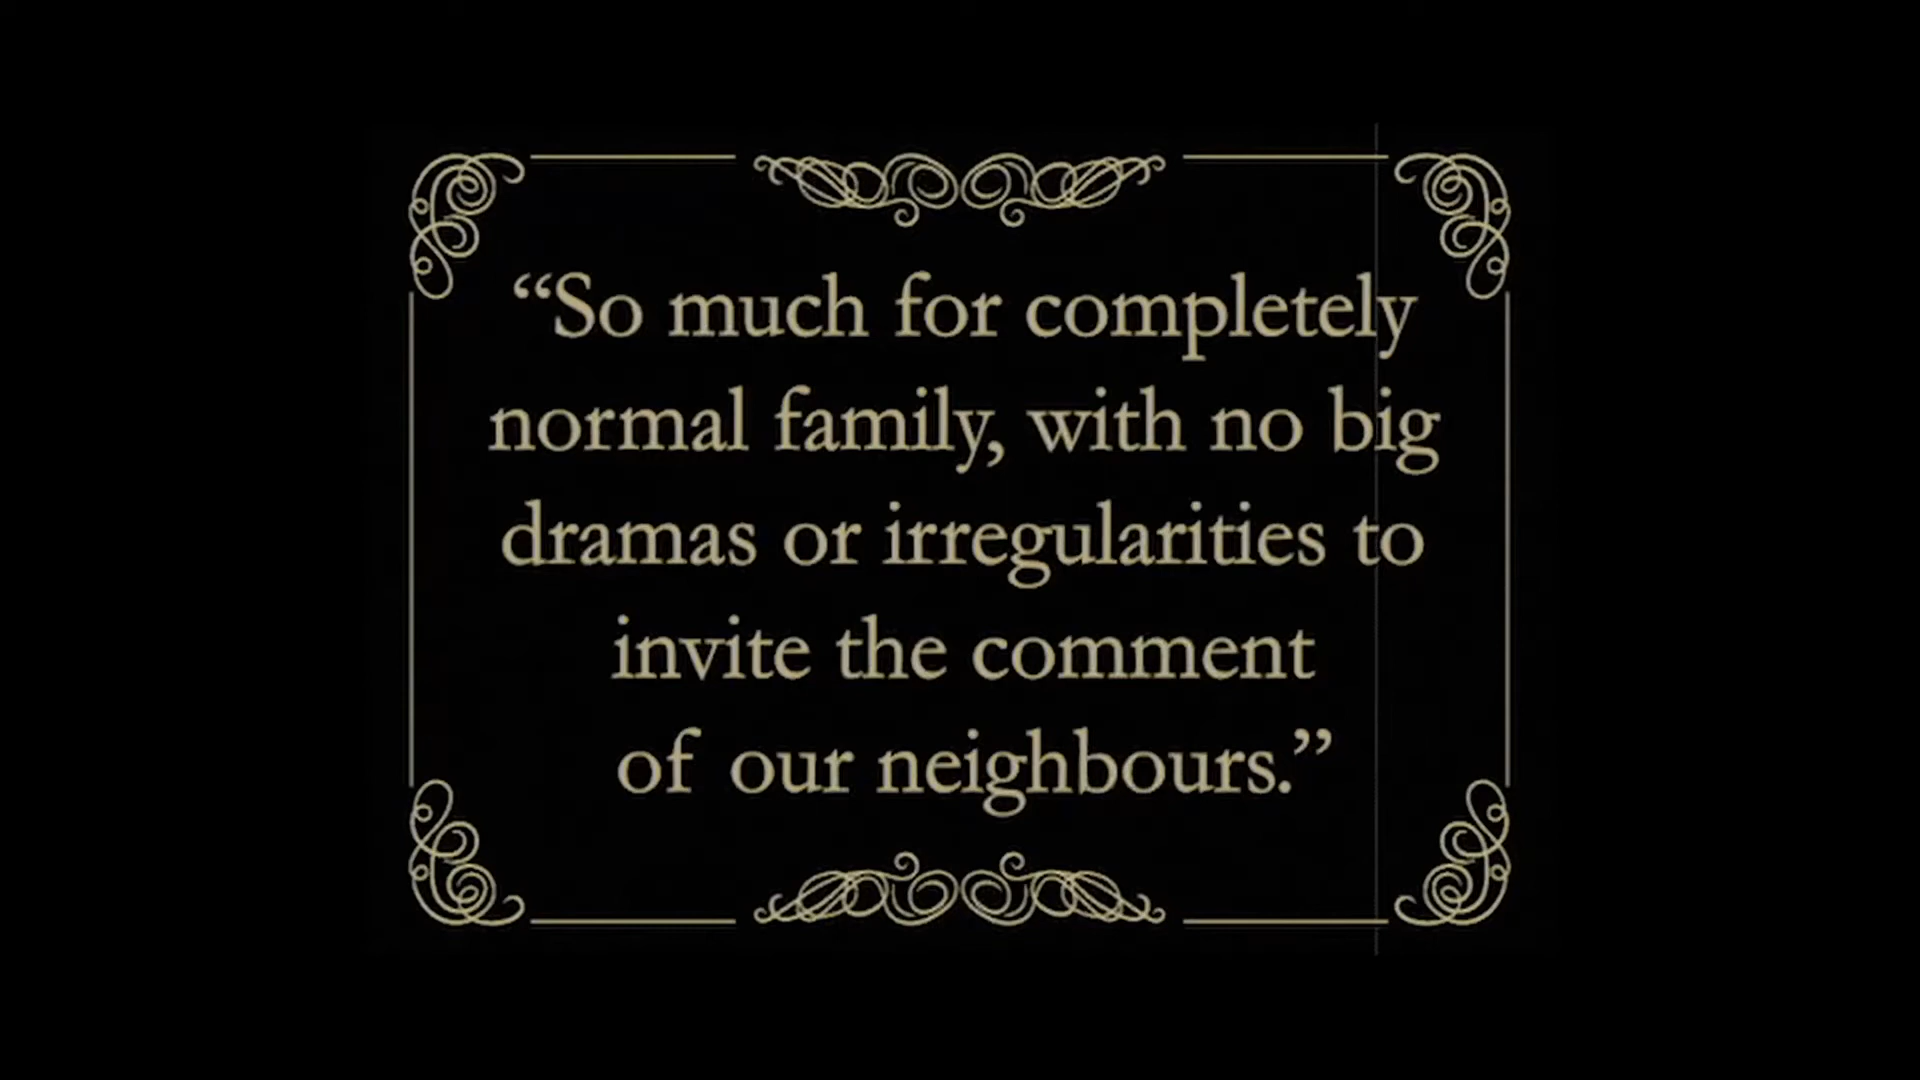 “So much for completely
normal family, with no big
dramas or irregularities to
invite the comment
of our neighbours.”